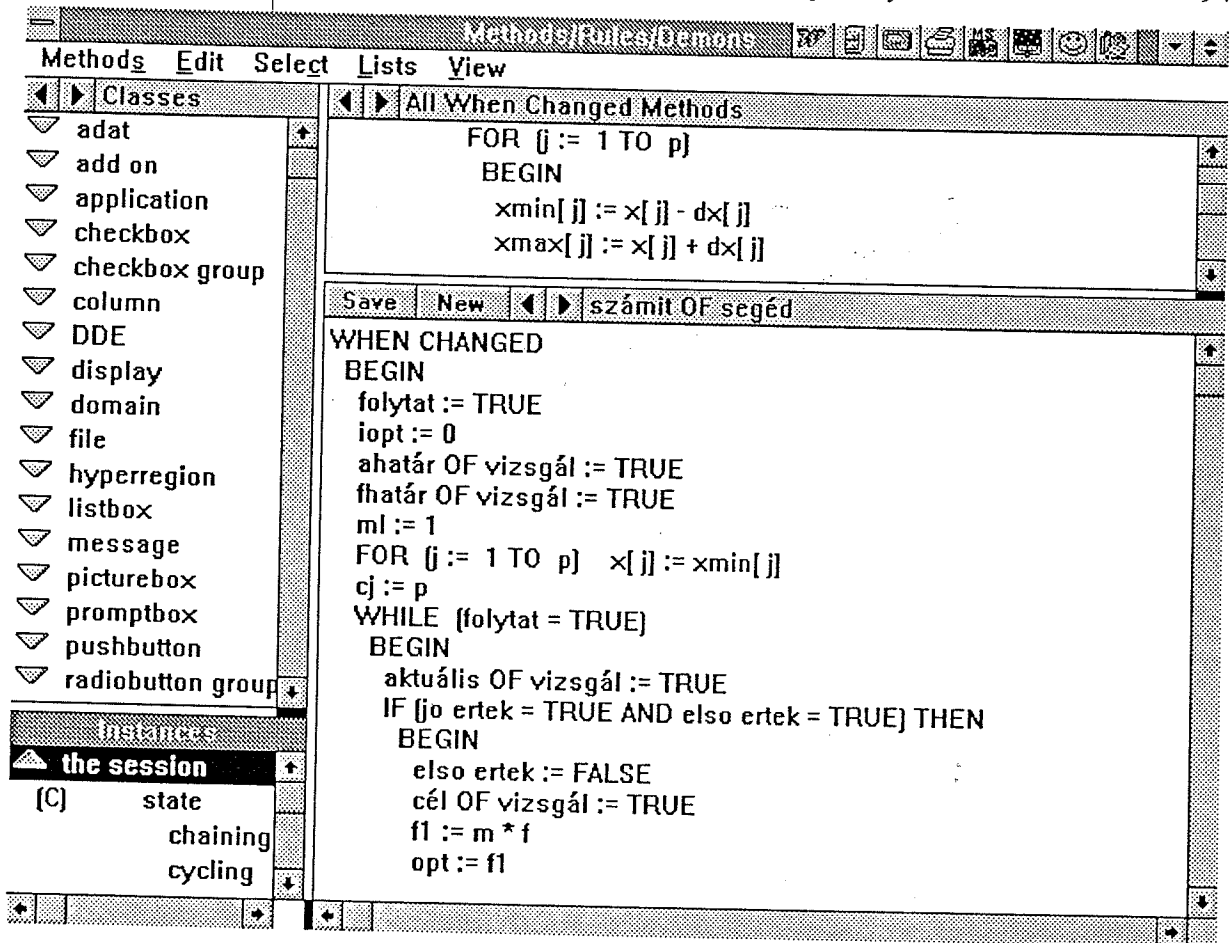 Methods/Rules/Demons
Methods Edit Select Lists View
Classes
adat
add on
application
checkbox
checkbox group
column
DDE
display
domain
file
hyperregion
listbox
message
picturebox
promptbox
pushbutton
radiobutton group
Instances
the session
(C) state
chaining
cycling
All When Changed Methods
FOR (j := 1 TO p)
BEGIN
xmin[ j] := x[ j] - dx[ j]
xmax[ j] := x[ j] + dx[ j]
Save New számit OF segéd
WHEN CHANGED
BEGIN
folytat := TRUE
iopt := 0
ahatár OF vizsgál := TRUE
fhatár OF vizsgál := TRUE
ml := 1
FOR (j := 1 TO p) x[ j] := xmin[ j]
cj := p
WHILE (folytat = TRUE)
BEGIN
aktuális OF vizsgál := TRUE
IF (jo ertek = TRUE AND elso ertek = TRUE) THEN
BEGIN
elso ertek := FALSE
cél OF vizsgál := TRUE
f1 := m * f
opt := f1